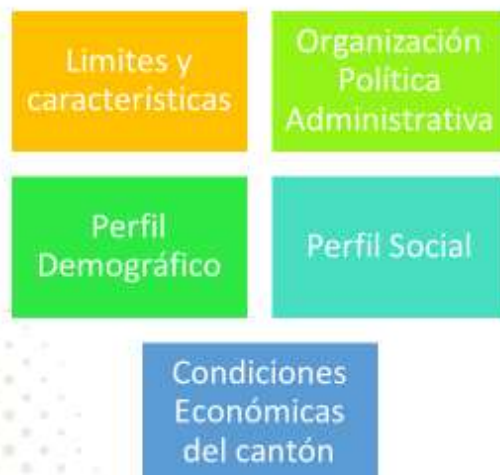 Limites y
características
Organización
Política
Administrativa
Perfil
Demográfico
Perfil Social
Condiciones
Económicas
del cantón